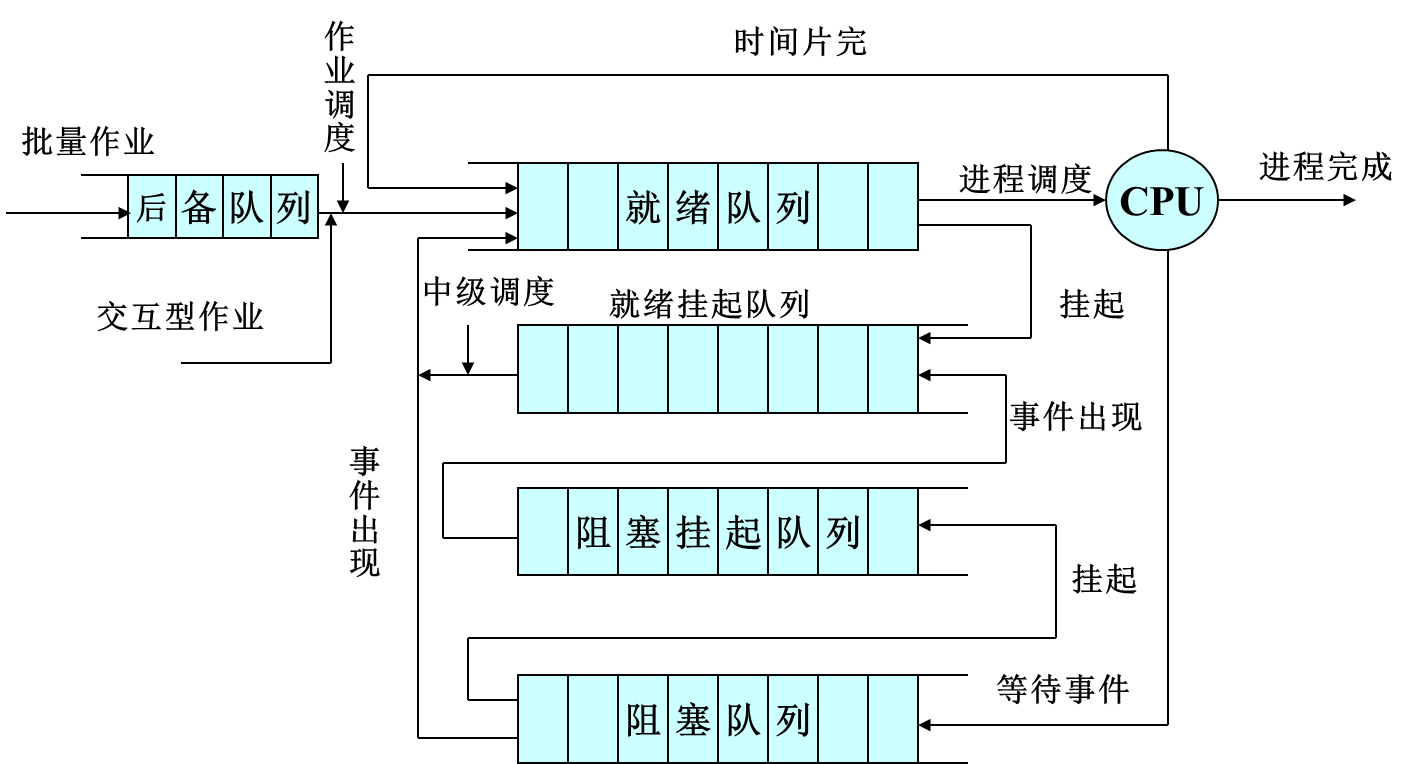 时间片完
作业调度
批量作业
后备队列
就绪队列
进程调度
CPU
进程完成
交互型作业
中级调度
就绪挂起队列
挂起
事件出现
事件出现
阻塞挂起队列
挂起
阻塞队列
等待事件